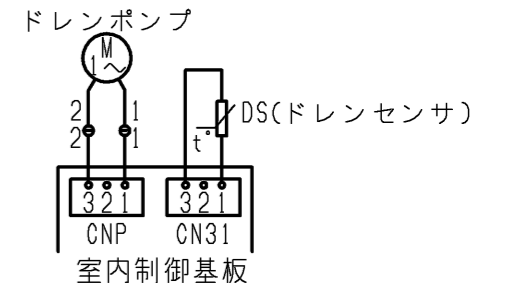 ドレンポンプ
M
1～
2 1
2 1
DS(ドレンセンサ)
t°
3 2 1 3 2 1
CNP CN31
室内制御基板